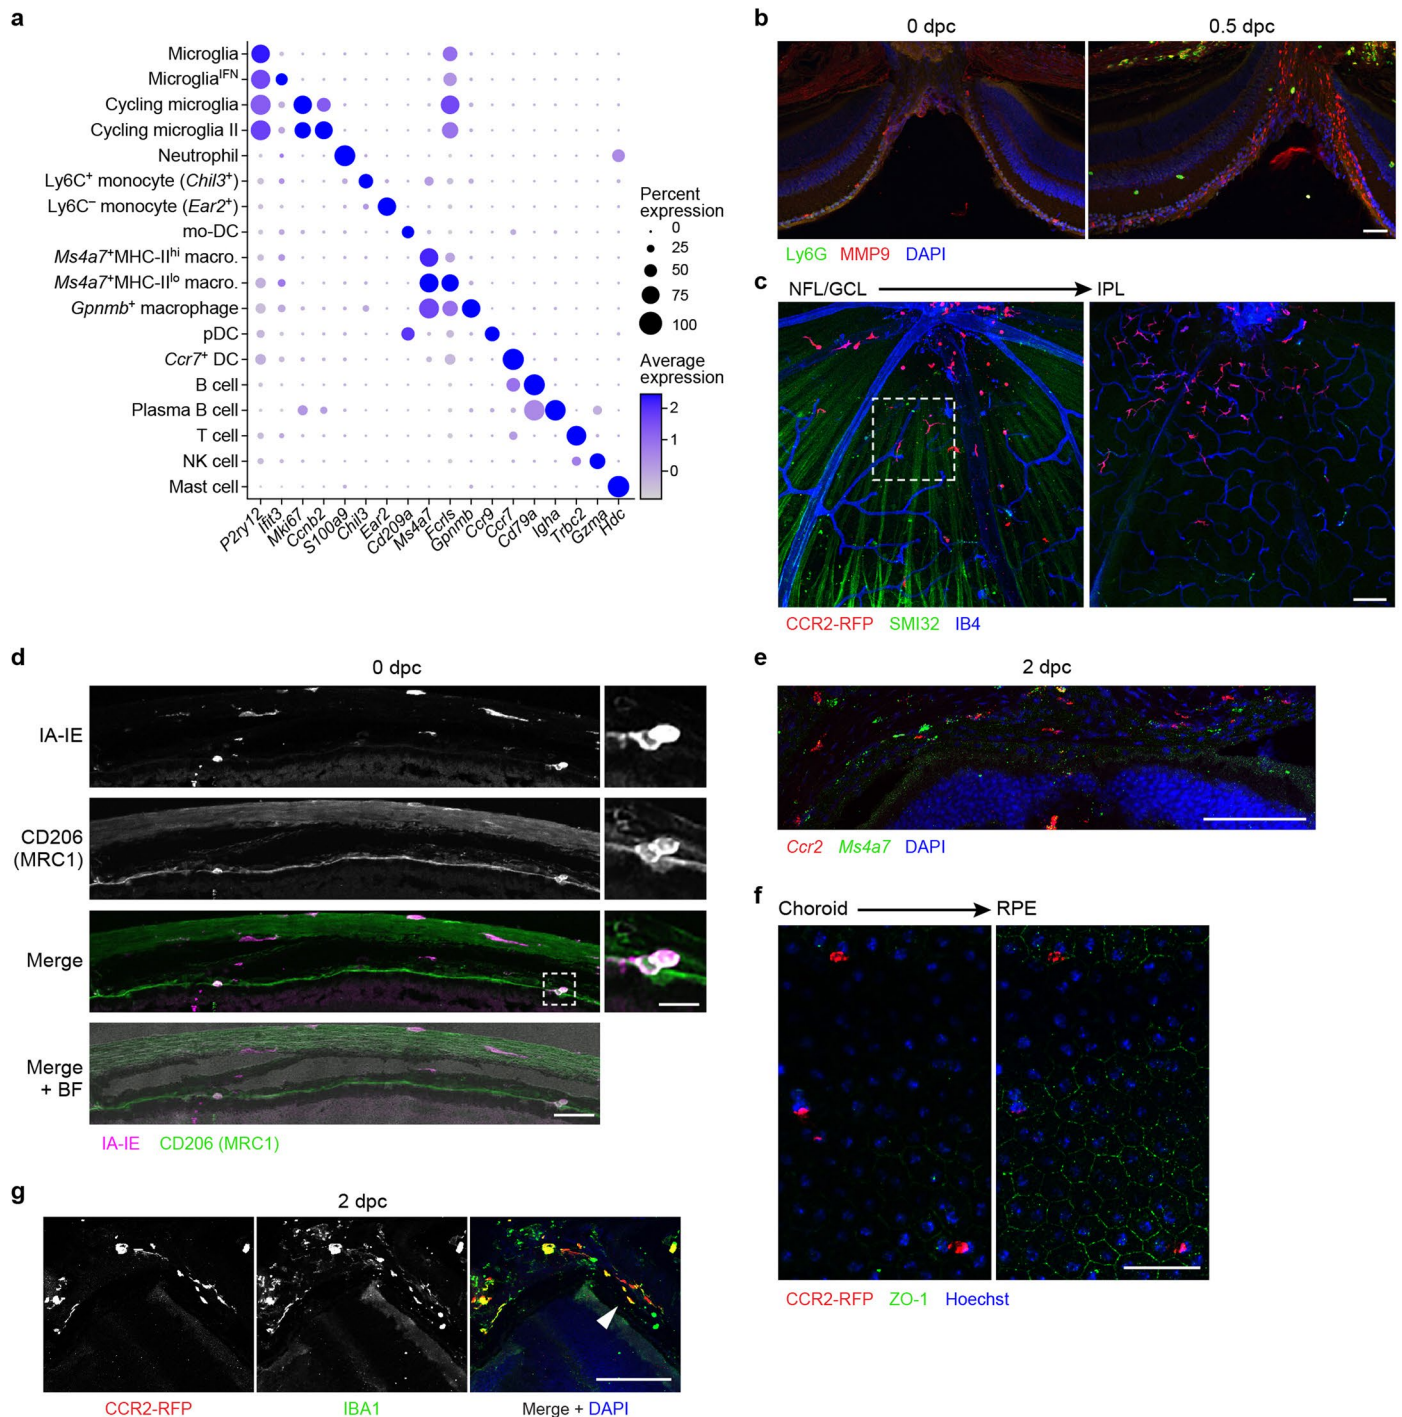 a
Microglia
Microglia^IFN
Cycling microglia
Cycling microglia II
Neutrophil
Ly6C⁺ monocyte (Chil3⁺)
Ly6C⁻ monocyte (Ear2⁺)
mo-DC
Ms4a7⁺MHC-II^hi macro.
Ms4a7⁺MHC-II^lo macro.
Gpnmb⁺ macrophage
pDC
Ccr7⁺ DC
B cell
Plasma B cell
T cell
NK cell
Mast cell
P2ry12
Ifit3
Mki67
Ccnb2
S100a9
Chil3
Ear2
Cd209a
Ms4a7
Fcrls
Gpnmb
Ccr9
Ccr7
Cd79a
Igha
Trbc2
Gzma
Hdc
Percent
expression
0
25
50
75
100
Average
expression
2
1
0
b
0 dpc 0.5 dpc
Ly6G MMP9 DAPI
c
NFL/GCL IPL
CCR2-RFP SMI32 IB4
d
0 dpc
IA-IE
CD206
(MRC1)
Merge
Merge
+ BF
IA-IE CD206 (MRC1)
e
2 dpc
Ccr2 Ms4a7 DAPI
f
Choroid RPE
CCR2-RFP ZO-1 Hoechst
g
2 dpc
CCR2-RFP IBA1 Merge + DAPI